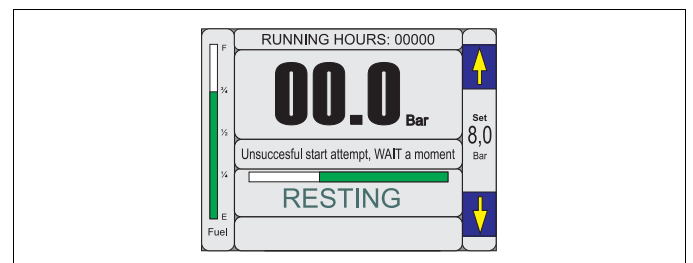 RUNNING HOURS: 00000
F
¾
½
¼
E
Fuel
00.0 Bar
Unsuccesful start attempt, WAIT a moment
RESTING
Set
8,0
Bar